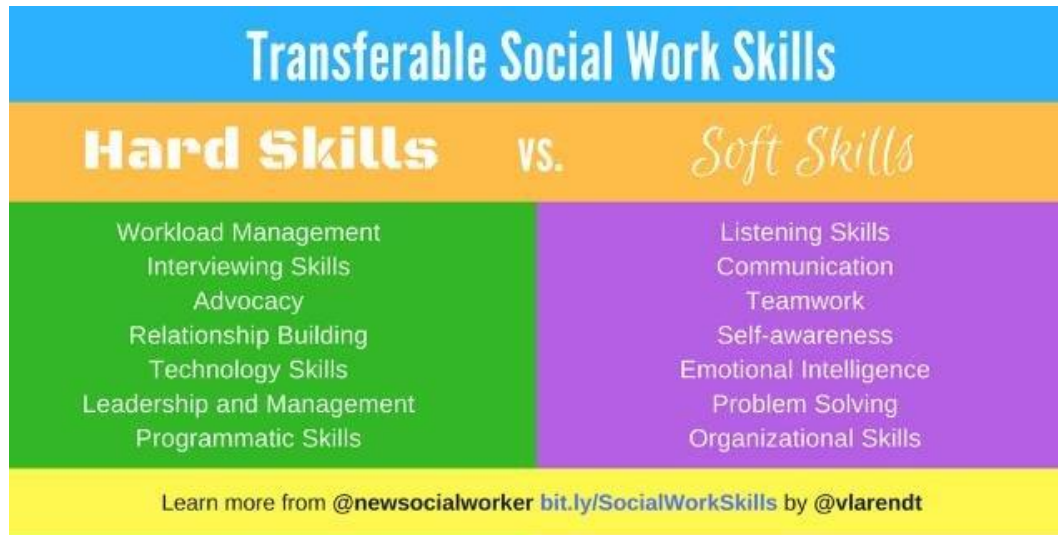 Transferable Social Work Skills
Hard Skills vs. Soft Skills
Workload Management
Interviewing Skills
Advocacy
Relationship Building
Technology Skills
Leadership and Management
Programmatic Skills
Listening Skills
Communication
Teamwork
Self-awareness
Emotional Intelligence
Problem Solving
Organizational Skills
Learn more from @newsocialworker bit.ly/SocialWorkSkills by @vlarendt